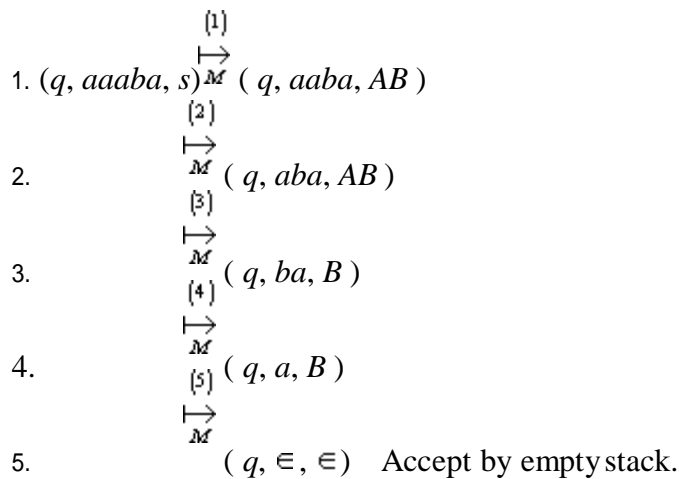 (1)
1. (q, aaaba, s) ↦ ( q, aaba, AB )
M
(2)
↦
M
2. ( q, aba, AB )
(3)
↦
M
3. ( q, ba, B )
(4)
↦
M
4. ( q, a, B )
(5)
↦
M
5. ( q, ∈, ∈) Accept by empty stack.